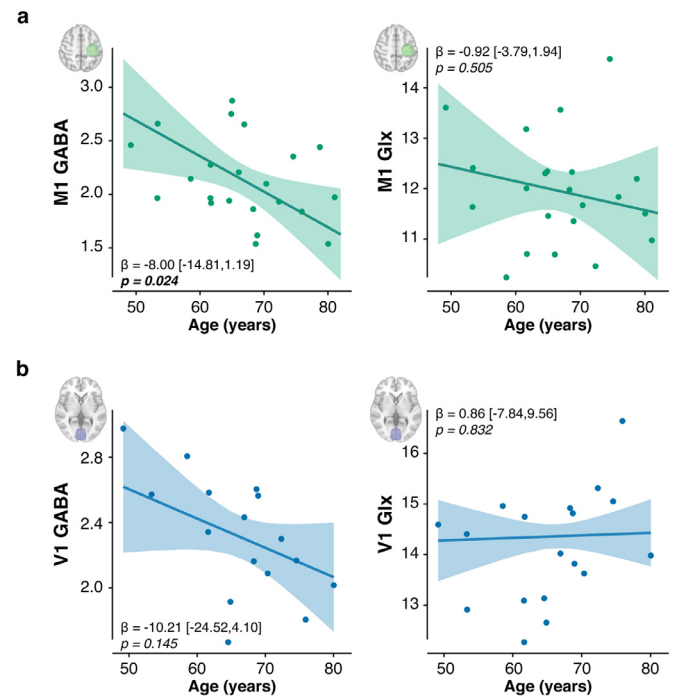 a
β = -0.92 [-3.79,1.94]
p = 0.505
3.0
2.5
2.0
1.5
M1 GABA
β = -8.00 [-14.81,1.19]
p = 0.024
50 60 70 80
Age (years)
14
13
12
11
M1 Glx
50 60 70 80
Age (years)
b
β = 0.86 [-7.84,9.56]
p = 0.832
2.8
2.4
2.0
V1 GABA
β = -10.21 [-24.52,4.10]
p = 0.145
50 60 70 80
Age (years)
16
15
14
13
V1 Glx
50 60 70 80
Age (years)